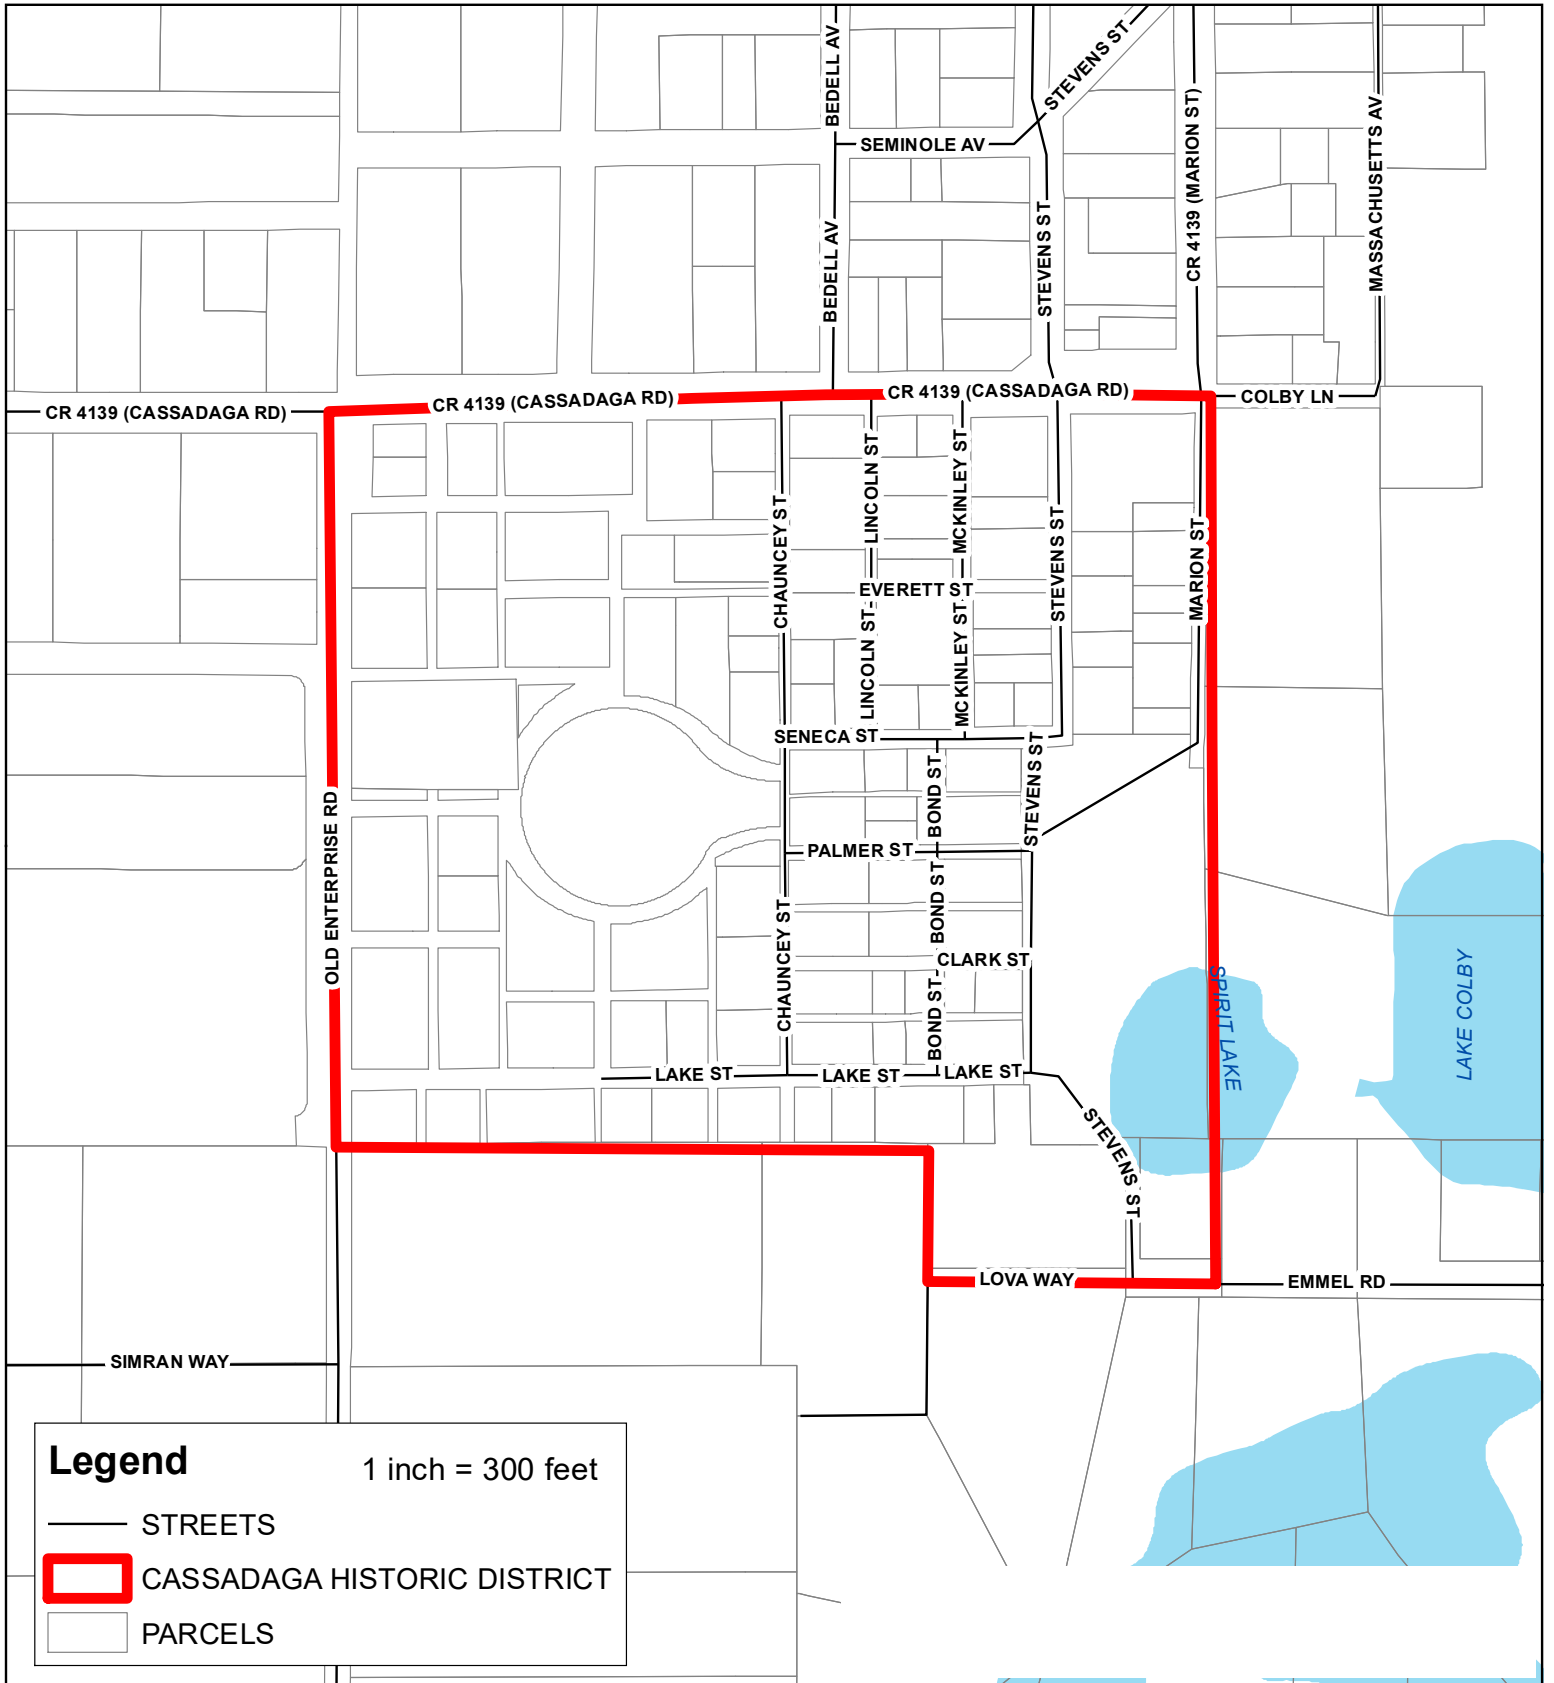 BEDELL AV
STEVENS ST
SEMINOLE AV
CR 4139 (MARION ST)
MASSACHUSETTS AV
BEDELL AV
STEVENS ST
CR 4139 (CASSADAGA RD)
CR 4139 (CASSADAGA RD)
CR 4139 (CASSADAGA RD)
COLBY LN
CHAUNCEY ST
LINCOLN ST
MCKINLEY ST
STEVENS ST
MARION ST
EVERETT ST
LINCOLN ST
MCKINLEY ST
SENECA ST
STEVENS ST
BOND ST
OLD ENTERPRISE RD
PALMER ST
BOND ST
CHAUNCEY ST
CLARK ST
BOND ST
SPIRIT LAKE
LAKE COLBY
LAKE ST
LAKE ST
LAKE ST
STEVENS ST
LOVA WAY
EMMEL RD
SIMRAN WAY
Legend
1 inch = 300 feet
STREETS
CASSADAGA HISTORIC DISTRICT
PARCELS